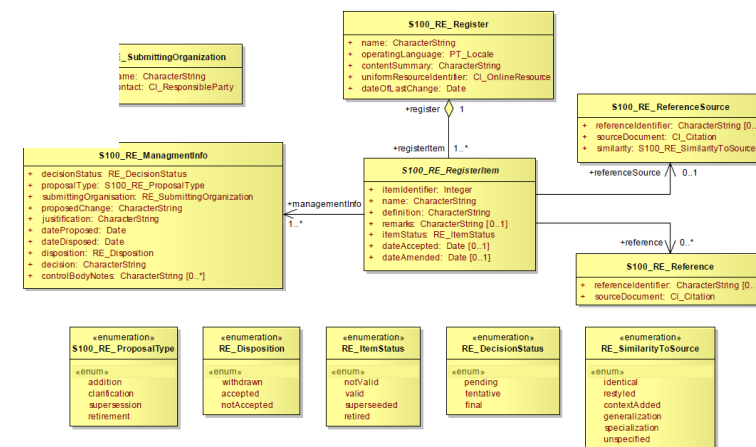 S100_RE_Register
+ name: CharacterString
+ operatingLanguage: PT_Locale
+ contentSummary: CharacterString
+ uniformResourceIdentifier: CI_OnlineResource
+ dateOfLastChange: Date
_SubmittingOrganization
ame: CharacterString
ontact: CI_ResponsibleParty
+register 1
+registerItem 1..*
S100_RE_ReferenceSource
+ referenceIdentifier: CharacterString [0..
+ sourceDocument: CI_Citation
+ similarity: S100_RE_SimilarityToSource
+referenceSource 0..1
S100_RE_ManagmentInfo
+ decisionStatus: RE_DecisionStatus
+ proposalType: S100_RE_ProposalType
+ submittingOrganisation: RE_SubmittingOrganization
+ proposedChange: CharacterString
+ jusitification: CharacterString
+ dateProposed: Date
+ dateDisposed: Date
+ disposition: RE_Disposition
+ decision: CharacterString
+ controlBodyNotes: CharacterString [0..*]
+managementInfo
1..*
S100_RE_RegisterItem
+ itemIdentifier: Integer
+ name: CharacterString
+ definition: CharacterString
+ remarks: CharacterString [0..1]
+ itemStatus: RE_ItemStatus
+ dateAccepted: Date [0..1]
+ dateAmended: Date [0..1]
+reference 0..*
S100_RE_Reference
+ referenceIdentifier: CharacterString [0..
+ sourceDocument: CI_Citation
«enumeration»
S100_RE_ProposalType
«enum»
addition
clarification
supersession
retirement
«enumeration»
RE_Disposition
«enum»
withdrawn
accepted
notAccepted
«enumeration»
RE_ItemStatus
«enum»
notValid
valid
superseeded
retired
«enumeration»
RE_DecisionStatus
«enum»
pending
tentative
final
«enumeration»
RE_SimilarityToSource
«enum»
identical
restyled
contextAdded
generalization
specialization
unspecified